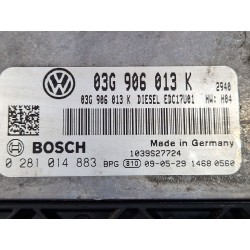 03G 906 013 K
2940
03G 906 013 K DIESEL EDC17U01 HW: H04
BOSCH
Made in Germany
1039S27724
0 281 014 883 BPG 810 09-05-29 1468 0560